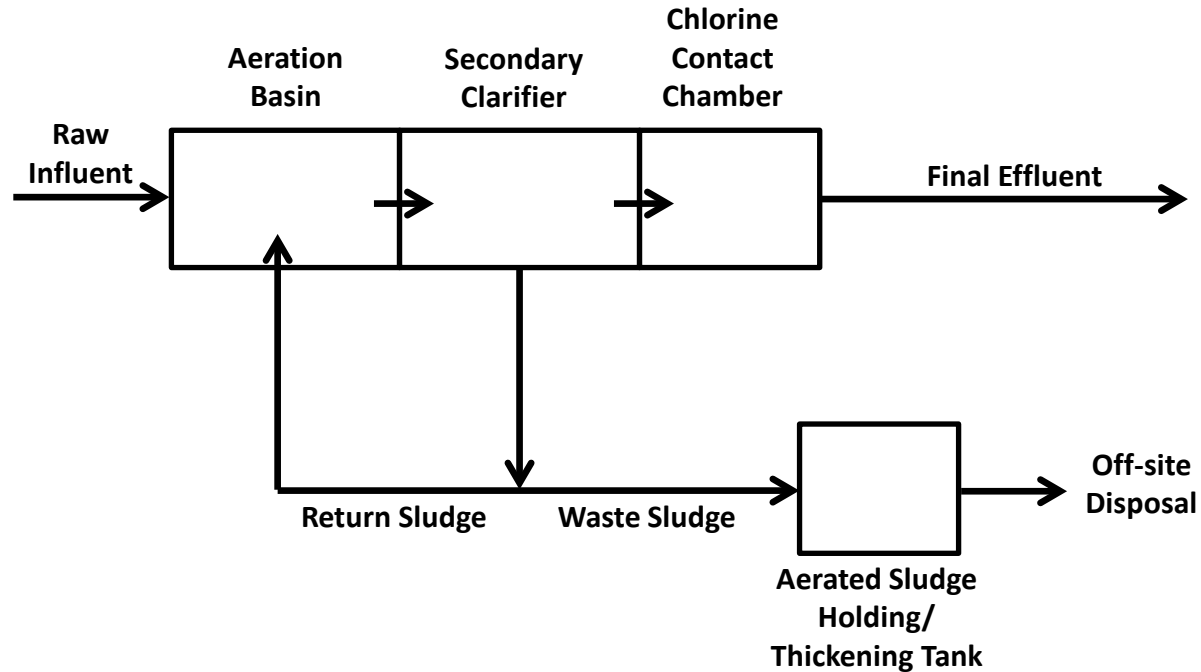 Aeration
Basin
Secondary
Clarifier
Chlorine
Contact
Chamber
Raw
Influent
Final Effluent
Return Sludge
Waste Sludge
Off-site
Disposal
Aerated Sludge
Holding/
Thickening Tank